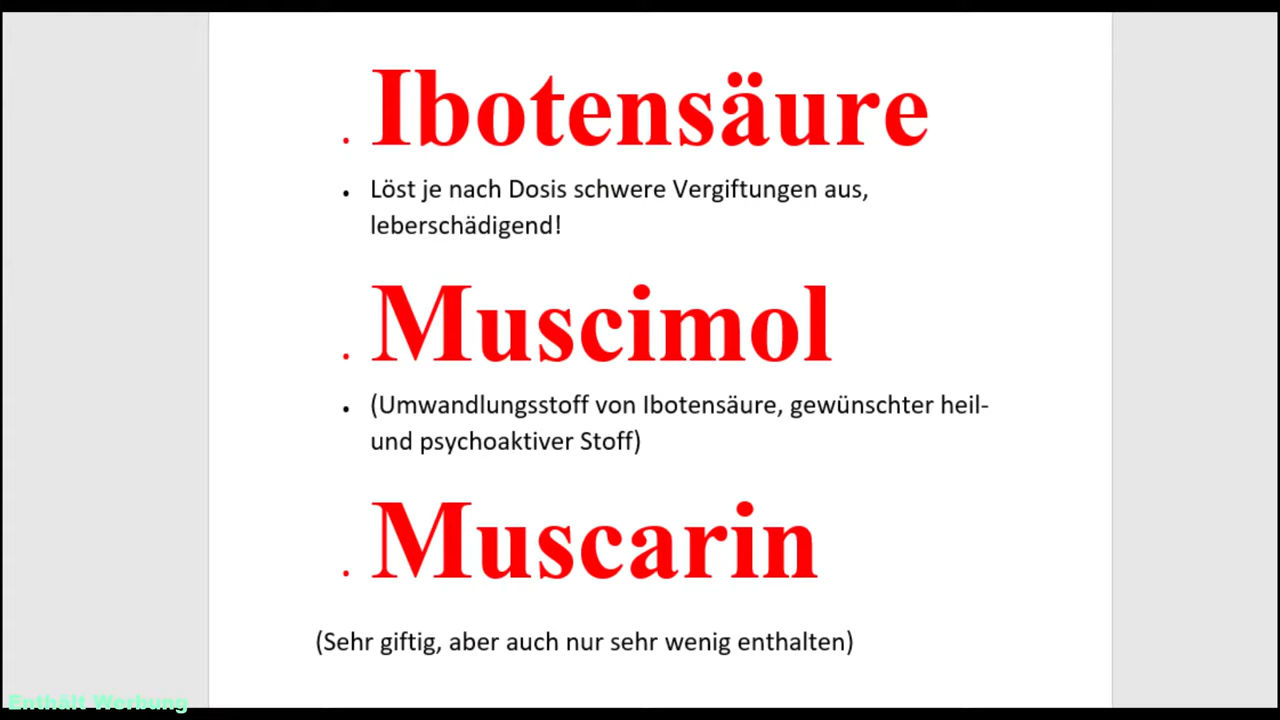 . Ibotensäure
• Löst je nach Dosis schwere Vergiftungen aus,
leberschädigend!
. Muscimol
• (Umwandlungsstoff von Ibotensäure, gewünschter heil-
und psychoaktiver Stoff)
. Muscarin
(Sehr giftig, aber auch nur sehr wenig enthalten)
Enthält Werbung